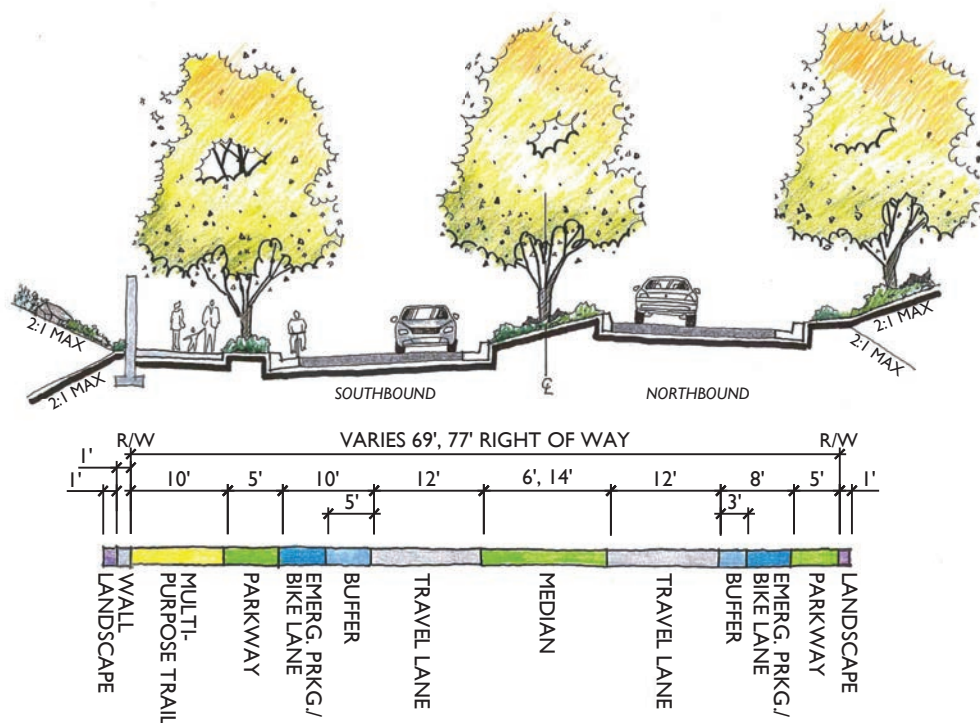 2:1 MAX
2:1 MAX
2:1 MAX
2:1 MAX
SOUTHBOUND
℄
NORTHBOUND
R/W
VARIES 69', 77' RIGHT OF WAY
R/W
1'
1'
10'
5'
10'
12'
6', 14'
12'
8'
5'
1'
5'
3'
LANDSCAPE
WALL
MULTI-
PURPOSE TRAIL
PARKWAY
EMERG. PRKG./
BIKE LANE
BUFFER
TRAVEL LANE
MEDIAN
TRAVEL LANE
BUFFER
EMERG. PRKG./
BIKE LANE
PARKWAY
LANDSCAPE